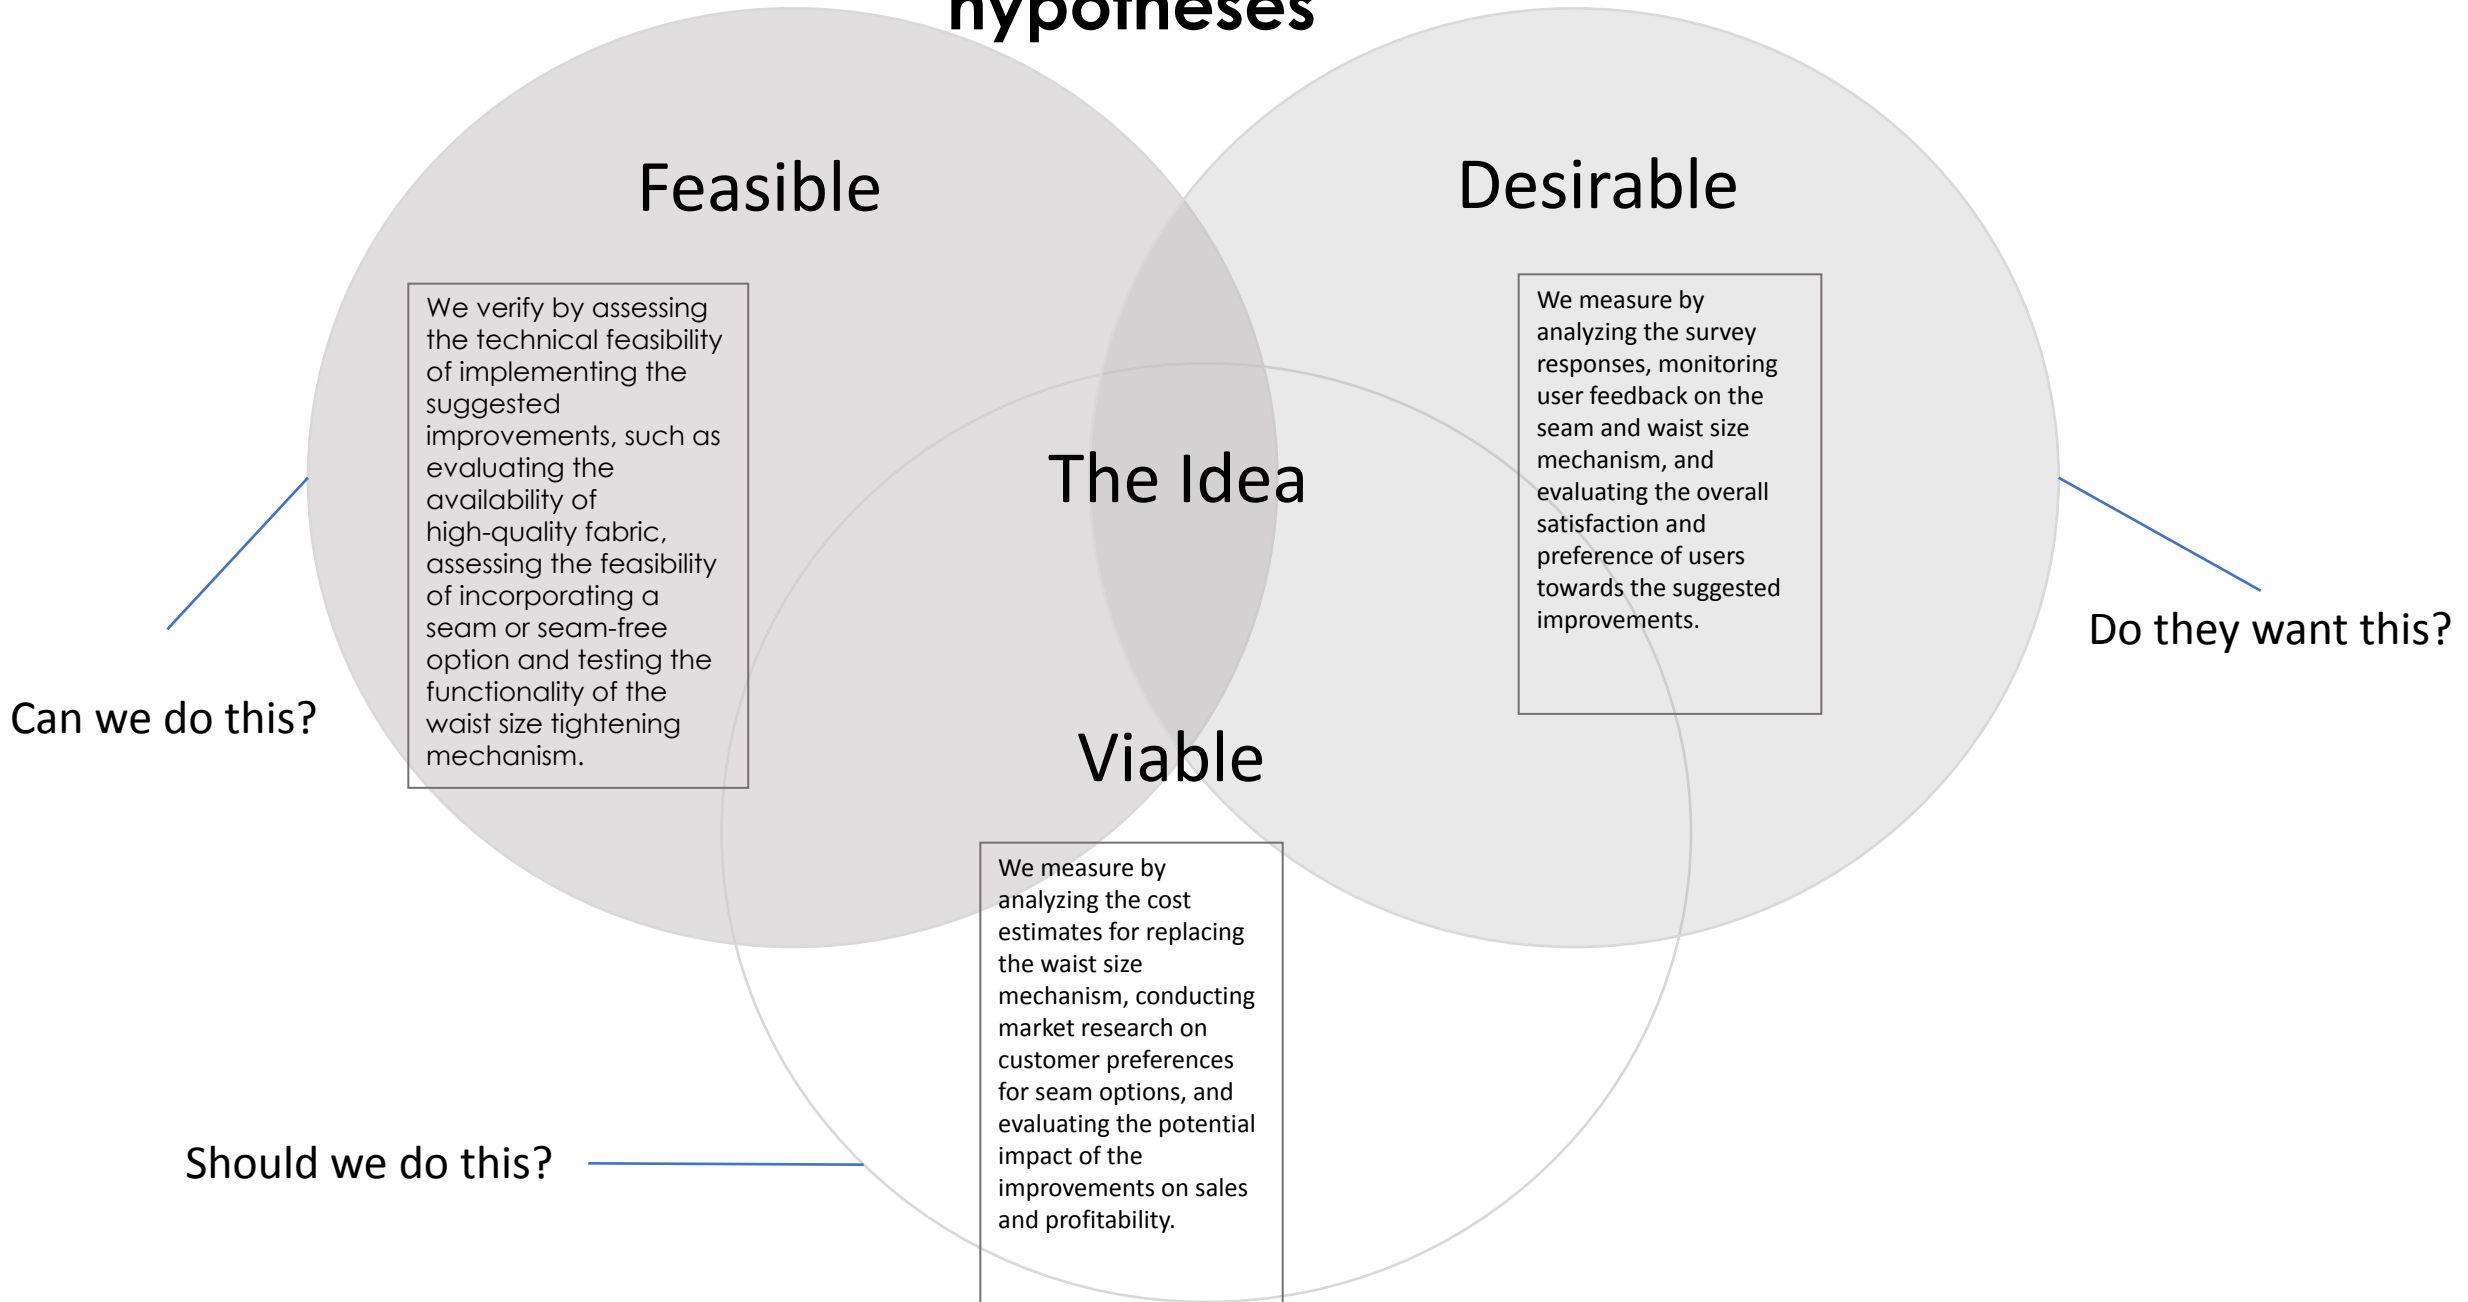 hypotheses
Feasible
Desirable
We verify by assessing
the technical feasibility
of implementing the
suggested
improvements, such as
evaluating the
availability of
high-quality fabric,
assessing the feasibility
of incorporating a
seam or seam-free
option and testing the
functionality of the
waist size tightening
mechanism.
We measure by
analyzing the survey
responses, monitoring
user feedback on the
seam and waist size
mechanism, and
evaluating the overall
satisfaction and
preference of users
towards the suggested
improvements.
The Idea
Do they want this?
Can we do this?
Viable
We measure by
analyzing the cost
estimates for replacing
the waist size
mechanism, conducting
market research on
customer preferences
for seam options, and
evaluating the potential
impact of the
improvements on sales
and profitability.
Should we do this?